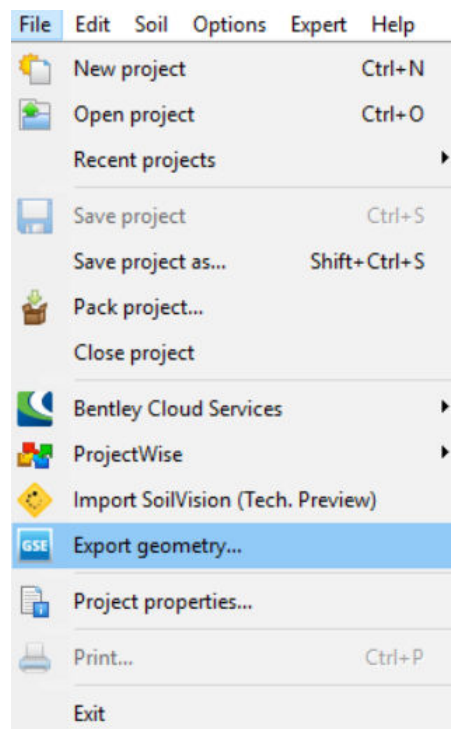 File Edit Soil Options Expert Help
New project Ctrl+N
Open project Ctrl+O
Recent projects
Save project Ctrl+S
Save project as... Shift+Ctrl+S
Pack project...
Close project
Bentley Cloud Services
ProjectWise
Import SoilVision (Tech. Preview)
GSE Export geometry...
Project properties...
Print... Ctrl+P
Exit